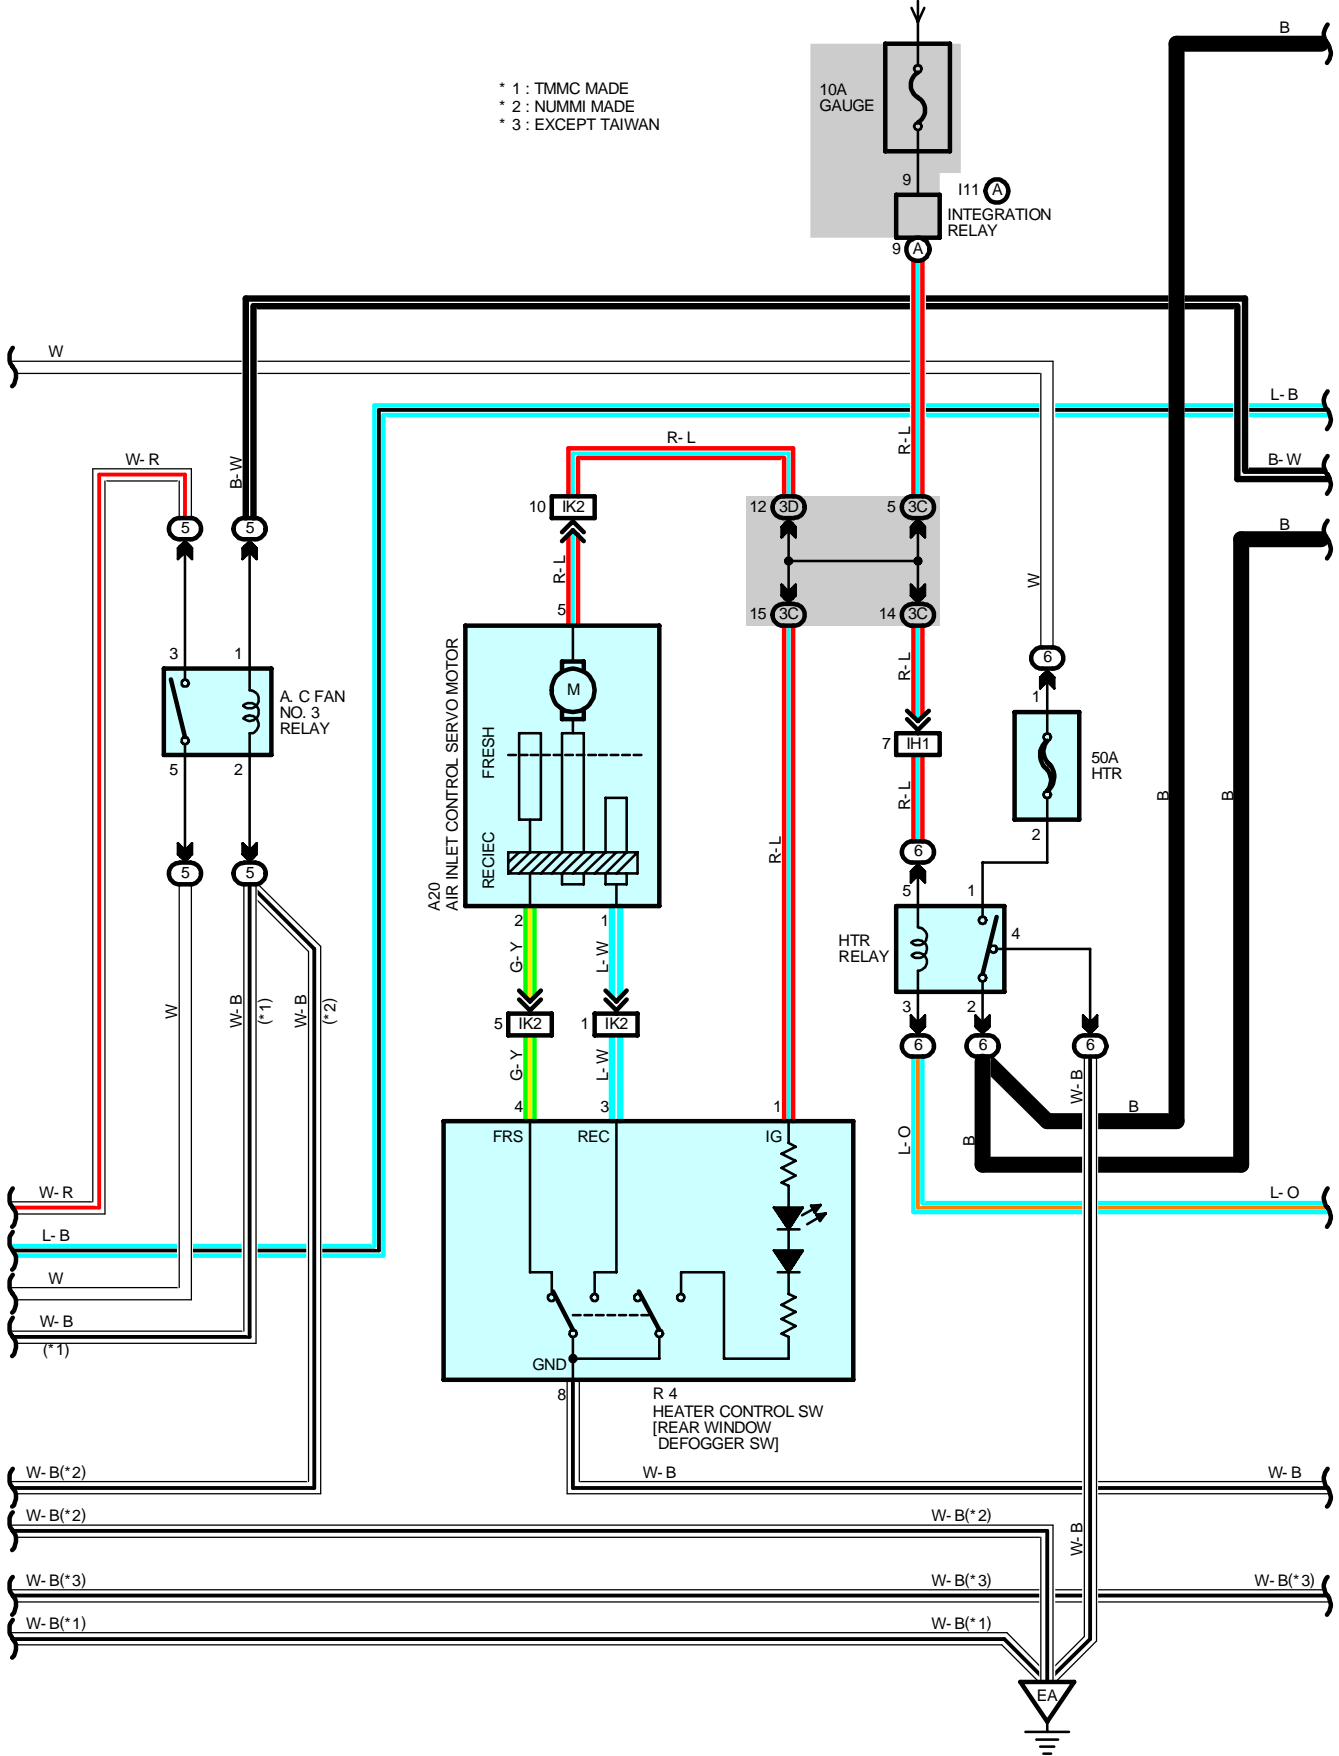 B
* 1 : TMMC MADE
* 2 : NUMMI MADE
* 3 : EXCEPT TAIWAN
10A
GAUGE
9
I11 A
INTEGRATION
RELAY
9 A
W
L- B
R- L
R- L
W- R
B- W
B- W
10 IK2
12 3D
5 3C
5
5
B
R- L
W
5
15 3C
14 3C
3
1
6
R- L
1
A. C FAN
NO. 3
RELAY
M
7 IH1
5
2
FRESH
RECIEC
A20
AIR INLET CONTROL SERVO MOTOR
50A
HTR
R- L
B
B
2
R- L
6
5
5
5
1
2
1
HTR
RELAY
4
G- Y
L- W
W
W- B
(*1)
W- B
(*2)
3
2
5 IK2
1 IK2
6
6
6
G- Y
L- W
W- B
4
3
1
B
FRS
REC
IG
L- O
B
W- R
L- O
L- B
W
W- B
(*1)
GND
8
R 4
HEATER CONTROL SW
[REAR WINDOW
DEFOGGER SW]
W- B(*2)
W- B
W- B
W- B(*2)
W- B(*2)
W- B
W- B(*3)
W- B(*3)
W- B(*3)
W- B(*1)
W- B(*1)
EA